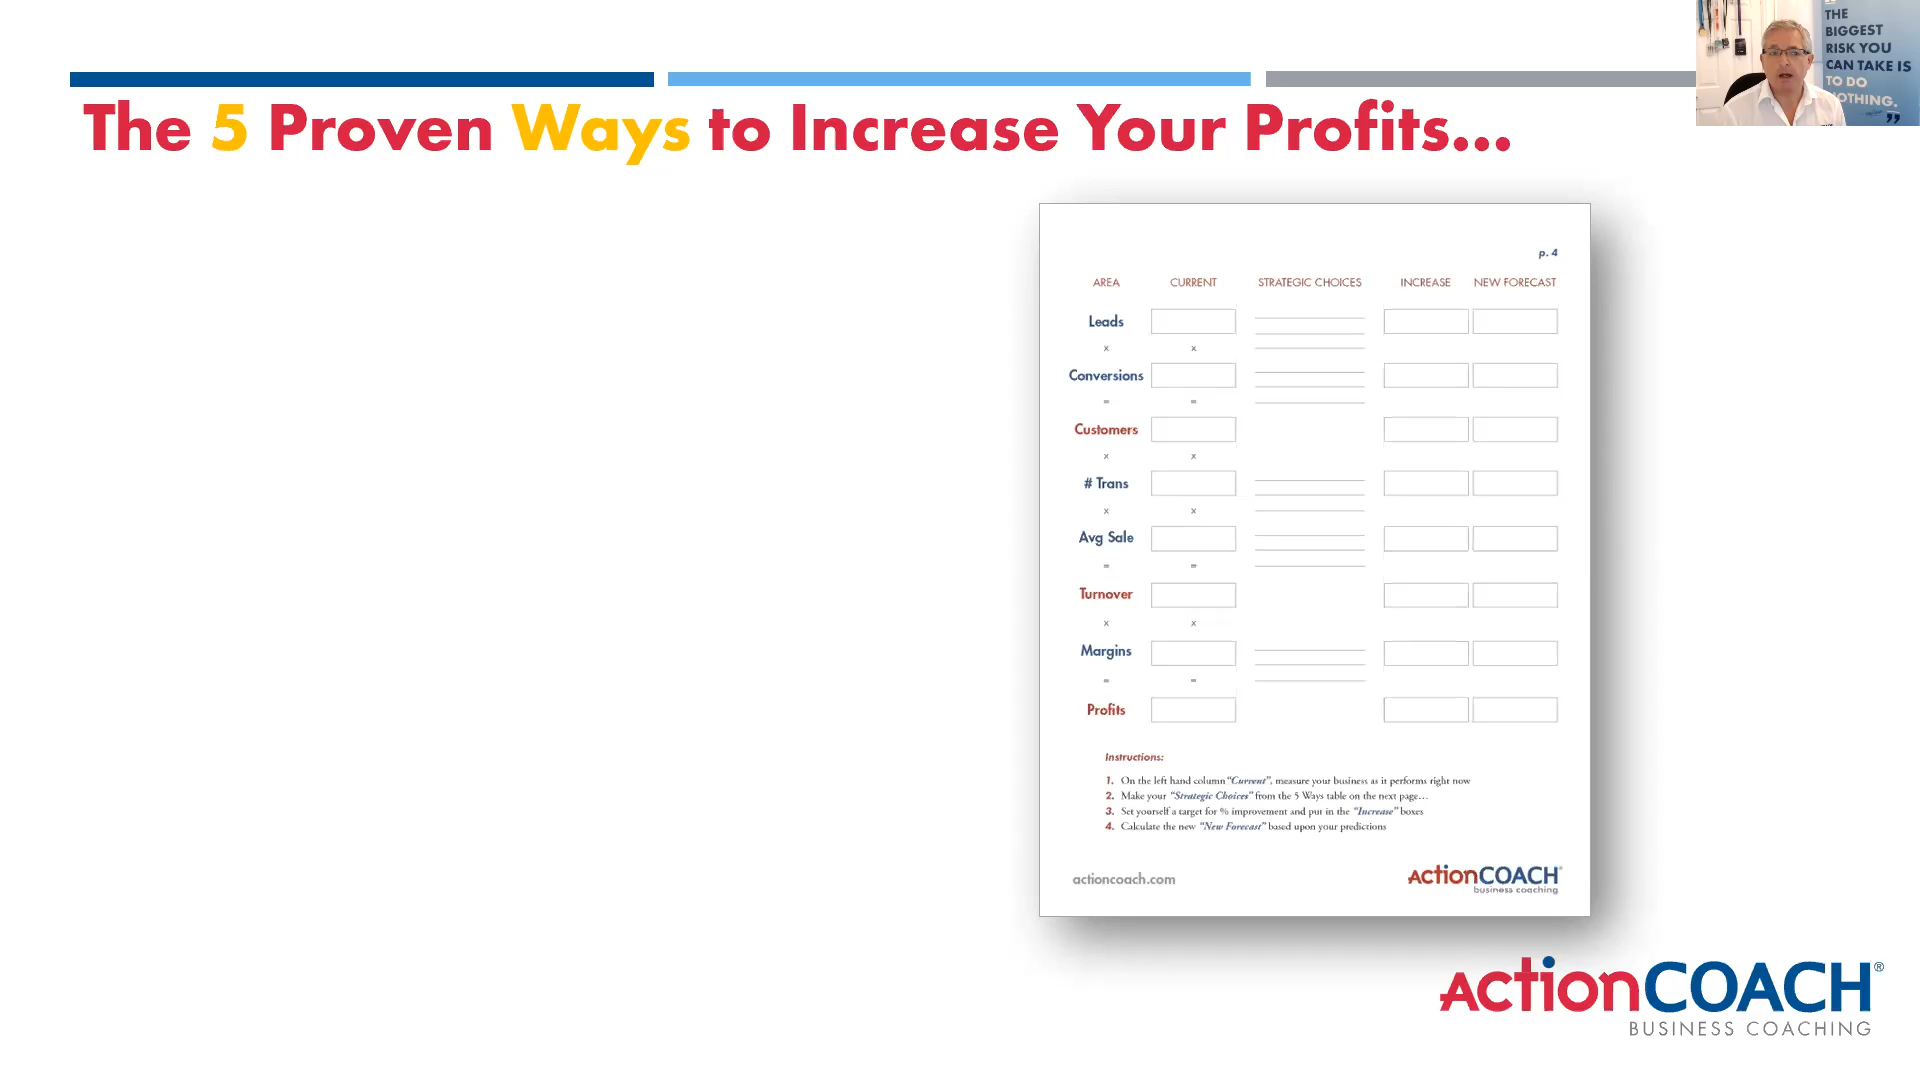 The 5 Proven Ways to Increase Your Profits...
THE
BIGGEST
RISK YOU
CAN TAKE IS
TO DO
NOTHING.
”
p. 4
AREA CURRENT STRATEGIC CHOICES INCREASE NEW FORECAST
Leads
x x
Conversions
= =
Customers
x x
# Trans
x x
Avg Sale
= =
Turnover
x x
Margins
= =
Profits
Instructions:
1. On the left hand column “Current”, measure your business as it performs right now
2. Make your “Strategic Choices” from the 5 Ways table on the next page...
3. Set yourself a target for % improvement and put in the “Increase” boxes
4. Calculate the new “New Forecast” based upon your predictions
actioncoach.com
ActionCOACH®
business coaching
ActionCOACH®
BUSINESS COACHING